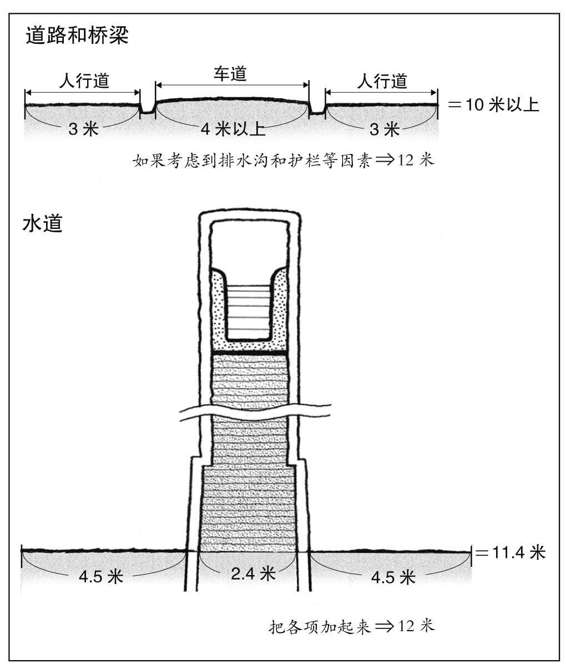 道路和桥梁
人行道 车道 人行道
3 米 4 米以上 3 米 =10 米以上
如果考虑到排水沟和护栏等因素⇒12 米
水道
4.5 米 2.4 米 4.5 米 =11.4 米
把各项加起来⇒12 米